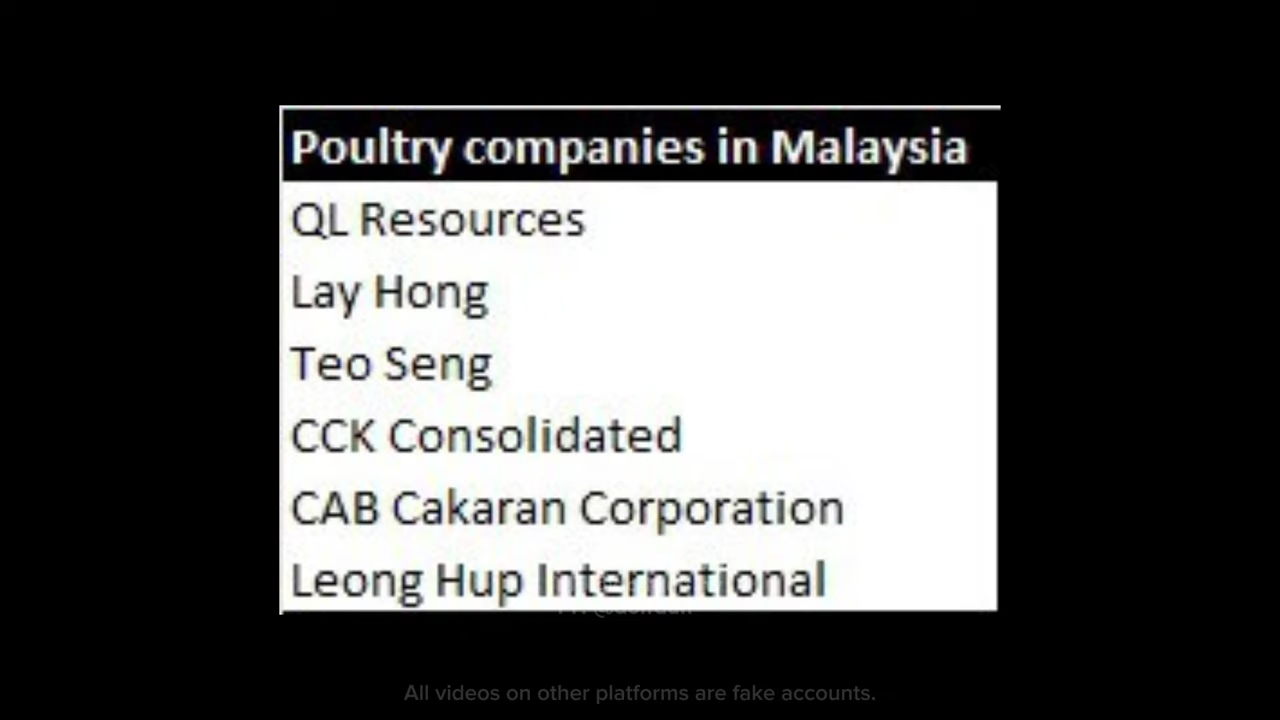 Poultry companies in Malaysia
QL Resources
Lay Hong
Teo Seng
CCK Consolidated
CAB Cakaran Corporation
Leong Hup International
All videos on other platforms are fake accounts.